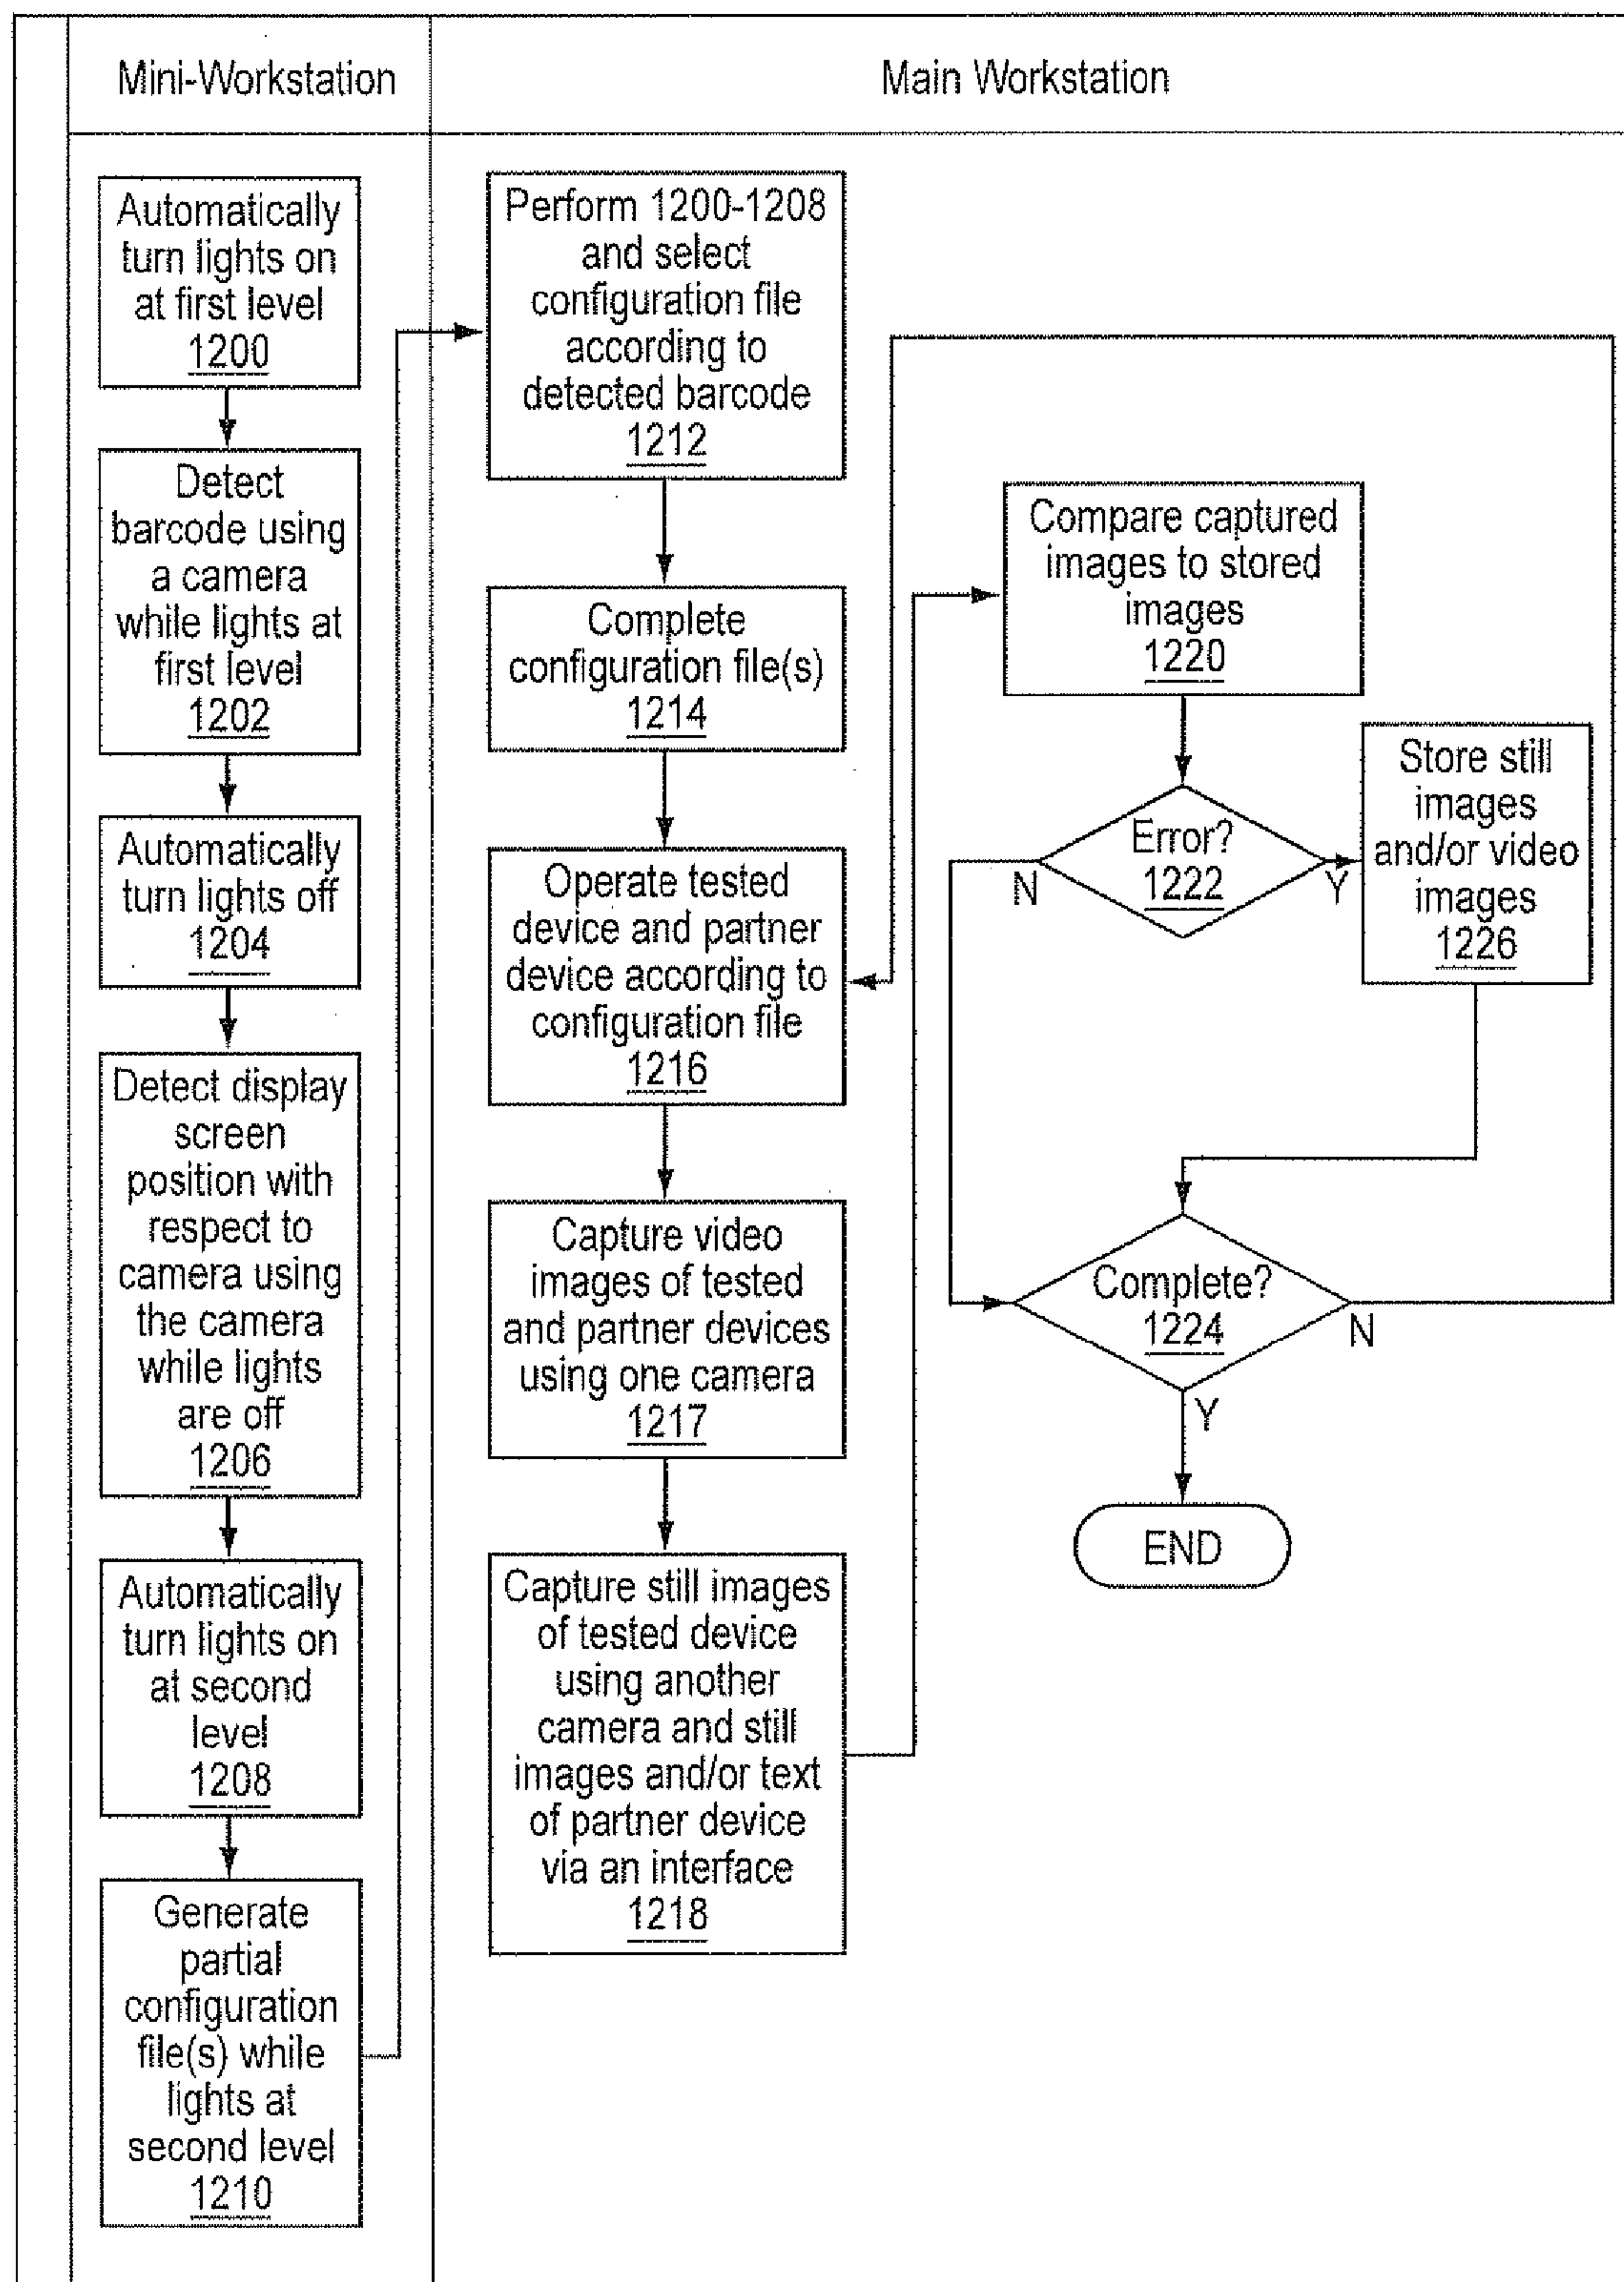 Mini-Workstation
Main Workstation
Automatically
turn lights on
at first level
1200
Detect
barcode using
a camera
while lights at
first level
1202
Automatically
turn lights off
1204
Detect display
screen
position with
respect to
camera using
the camera
while lights
are off
1206
Automatically
turn lights on
at second
level
1208
Generate
partial
configuration
file(s) while
lights at
second level
1210
Perform 1200-1208
and select
configuration file
according to
detected barcode
1212
Complete
configuration file(s)
1214
Operate tested
device and partner
device according to
configuration file
1216
Capture video
images of tested
and partner devices
using one camera
1217
Capture still images
of tested device
using another
camera and still
images and/or text
of partner device
via an interface
1218
Compare captured
images to stored
images
1220
Error?
1222
N
Y
Store still
images
and/or video
images
1226
Complete?
1224
N
Y
END